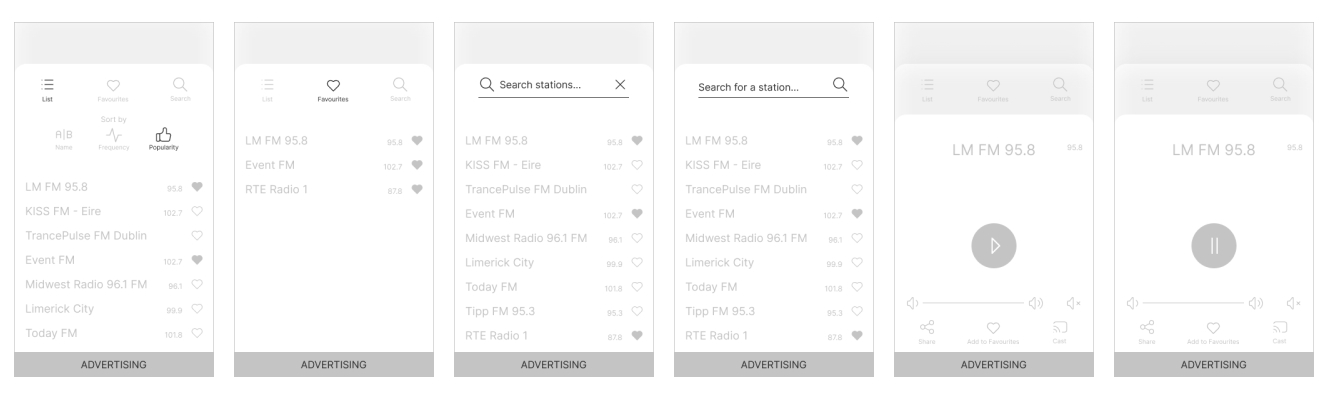 List Favourites Search
Sort by
A|B
Name Frequency Popularity
LM FM 95.8 95.8
KISS FM - Eire 102.7
TrancePulse FM Dublin
Event FM 102.7
Midwest Radio 96.1 FM 96.1
Limerick City 99.9
Today FM 101.8
ADVERTISING
List Favourites Search
LM FM 95.8 95.8
Event FM 102.7
RTE Radio 1 87.8
ADVERTISING
Search stations...
LM FM 95.8 95.8
KISS FM - Eire 102.7
TrancePulse FM Dublin
Event FM 102.7
Midwest Radio 96.1 FM 96.1
Limerick City 99.9
Today FM 101.8
Tipp FM 95.3 95.3
RTE Radio 1 87.8
ADVERTISING
Search for a station...
LM FM 95.8 95.8
KISS FM - Eire 102.7
TrancePulse FM Dublin
Event FM 102.7
Midwest Radio 96.1 FM 96.1
Limerick City 99.9
Today FM 101.8
Tipp FM 95.3 95.3
RTE Radio 1 87.8
ADVERTISING
List Favourites Search
LM FM 95.8 95.8
Share Add to Favourites Cast
ADVERTISING
List Favourites Search
LM FM 95.8 95.8
Share Add to Favourites Cast
ADVERTISING